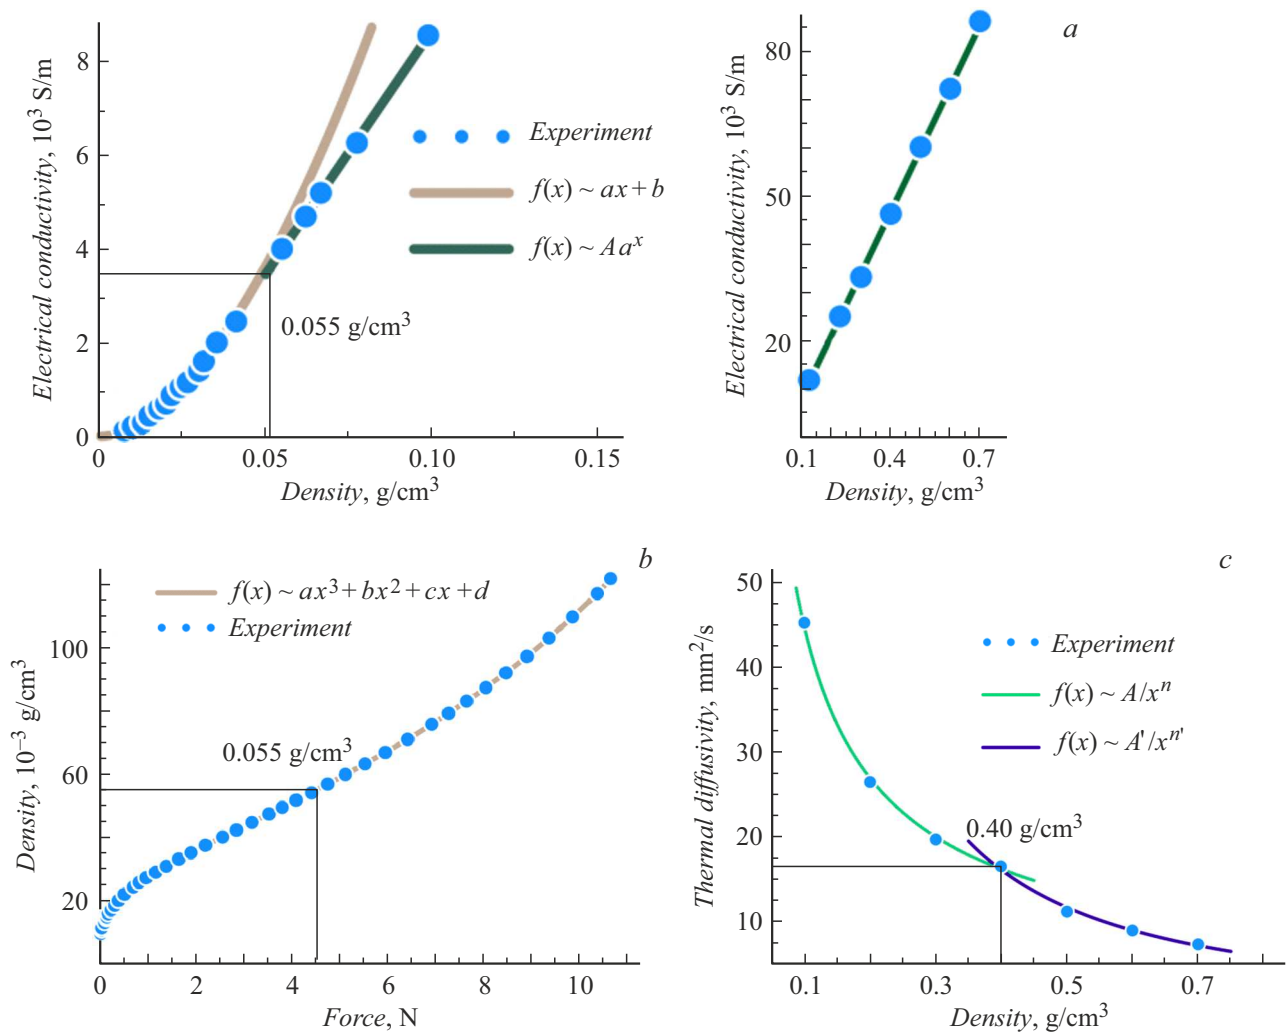 a
Electrical conductivity, 10³ S/m
8
6
4
2
0
Experiment
f(x) ~ ax + b
f(x) ~ Aaˣ
0.055 g/cm³
0 0.05 0.10 0.15
Density, g/cm³
Electrical conductivity, 10³ S/m
80
50
20
0.1 0.4 0.7
Density, g/cm³
b
f(x) ~ ax³ + bx² + cx + d
Experiment
Density, 10⁻³ g/cm³
100
60
20
0.055 g/cm³
0 2 4 6 8 10
Force, N
c
Thermal diffusivity, mm²/s
50
40
30
20
10
Experiment
f(x) ~ A/xⁿ
f(x) ~ A'/xⁿ'
0.40 g/cm³
0.1 0.3 0.5 0.7
Density, g/cm³